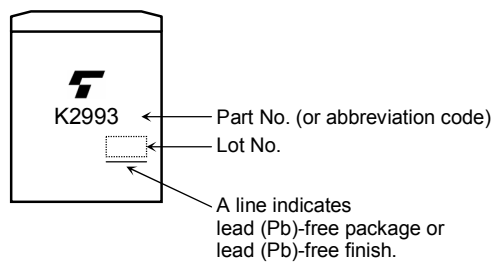 K2993
Part No. (or abbreviation code)
Lot No.
A line indicates
lead (Pb)-free package or
lead (Pb)-free finish.